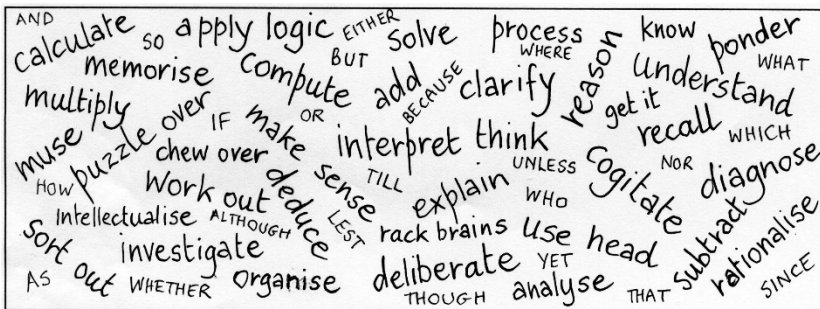 AND
calculate
SO
apply logic
EITHER
solve
process
WHERE
know
ponder
WHAT
memorise
compute
BUT
add
BECAUSE
clarify
reason
understand
multiply
puzzle over
IF
OR
make sense
interpret
think
get it
recall
WHICH
muse
HOW
chew over
TILL
UNLESS
cogitate
NOR
diagnose
work out
deduce
explain
WHO
intellectualise
ALTHOUGH
LEST
rack brains
use head
subtract
rationalise
sort out
investigate
deliberate
YET
AS
WHETHER
organise
THOUGH
analyse
THAT
SINCE